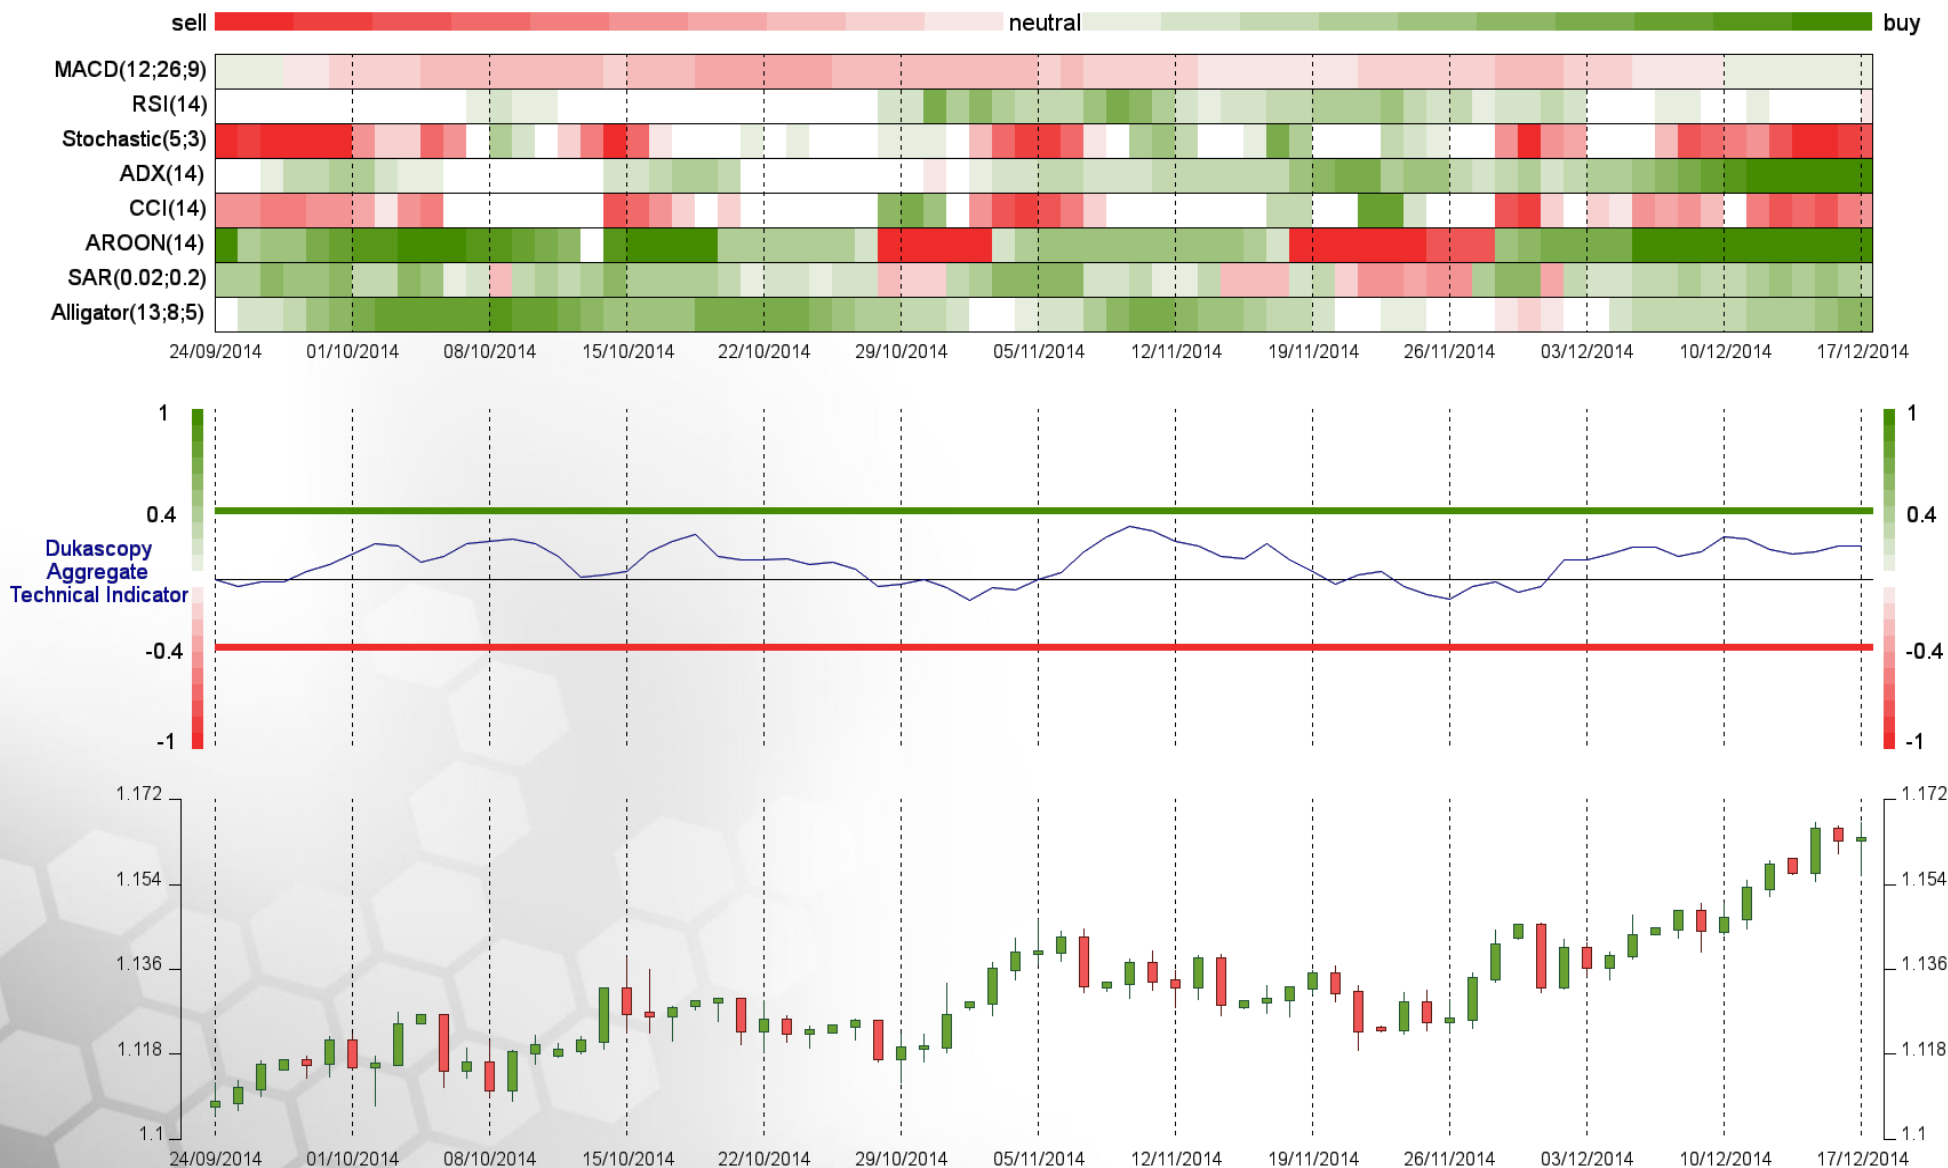 sell neutral buy
MACD(12;26;9)
RSI(14)
Stochastic(5;3)
ADX(14)
CCI(14)
AROON(14)
SAR(0.02;0.2)
Alligator(13;8;5)
24/09/2014 01/10/2014 08/10/2014 15/10/2014 22/10/2014 29/10/2014 05/11/2014 12/11/2014 19/11/2014 26/11/2014 03/12/2014 10/12/2014 17/12/2014
1 1
0.4 0.4
Dukascopy
Aggregate
Technical Indicator
-0.4 -0.4
-1 -1
1.172 1.172
1.154 1.154
1.136 1.136
1.118 1.118
1.1 1.1
24/09/2014 01/10/2014 08/10/2014 15/10/2014 22/10/2014 29/10/2014 05/11/2014 12/11/2014 19/11/2014 26/11/2014 03/12/2014 10/12/2014 17/12/2014